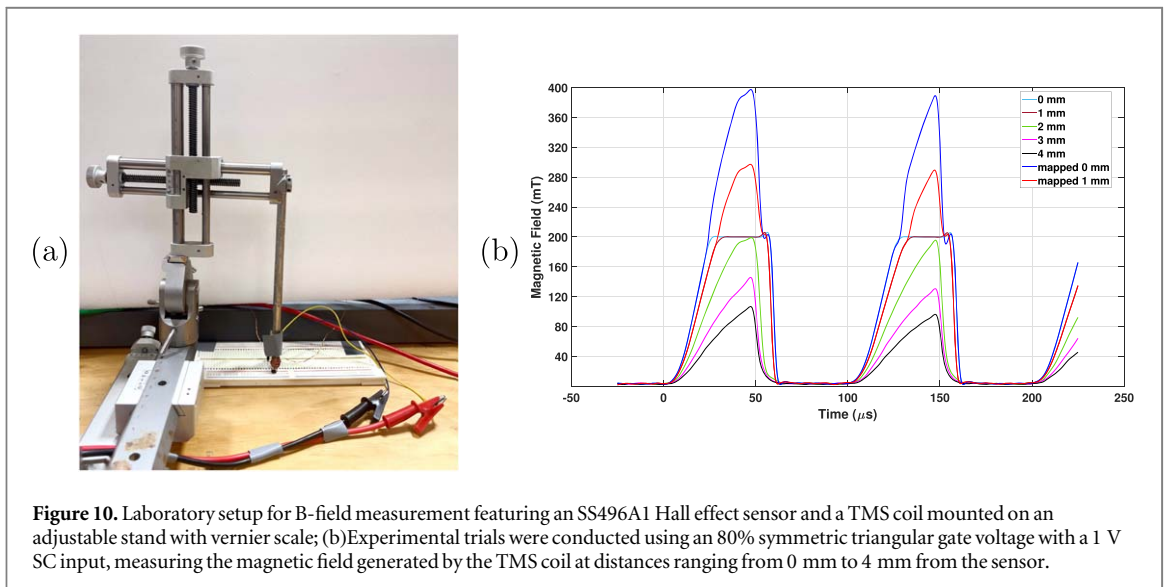 (a)
(b)
Magnetic Field (mT)
400
360
320
280
240
200
160
120
80
40
-50
0
50
100
150
200
250
Time (μs)
0 mm
1 mm
2 mm
3 mm
4 mm
mapped 0 mm
mapped 1 mm
Figure 10. Laboratory setup for B-field measurement featuring an SS496A1 Hall effect sensor and a TMS coil mounted on an
adjustable stand with vernier scale; (b)Experimental trials were conducted using an 80% symmetric triangular gate voltage with a 1 V
SC input, measuring the magnetic field generated by the TMS coil at distances ranging from 0 mm to 4 mm from the sensor.